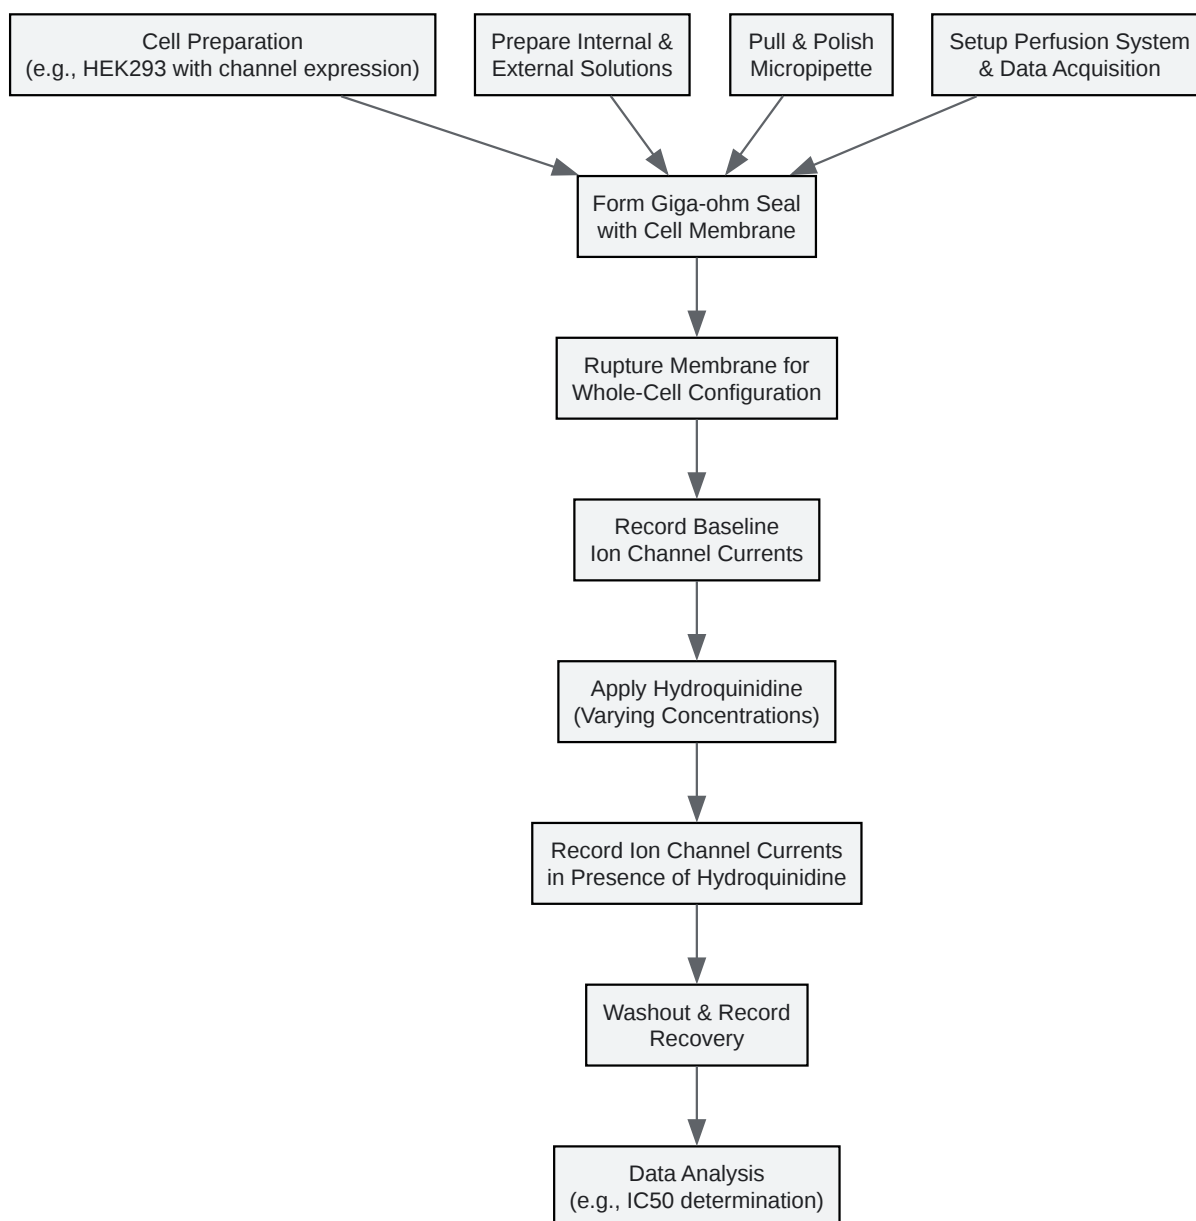 Cell Preparation
(e.g., HEK293 with channel expression)
Prepare Internal &
External Solutions
Pull & Polish
Micropipette
Setup Perfusion System
& Data Acquisition
Form Giga-ohm Seal
with Cell Membrane
Rupture Membrane for
Whole-Cell Configuration
Record Baseline
Ion Channel Currents
Apply Hydroquinidine
(Varying Concentrations)
Record Ion Channel Currents
in Presence of Hydroquinidine
Washout & Record
Recovery
Data Analysis
(e.g., IC50 determination)